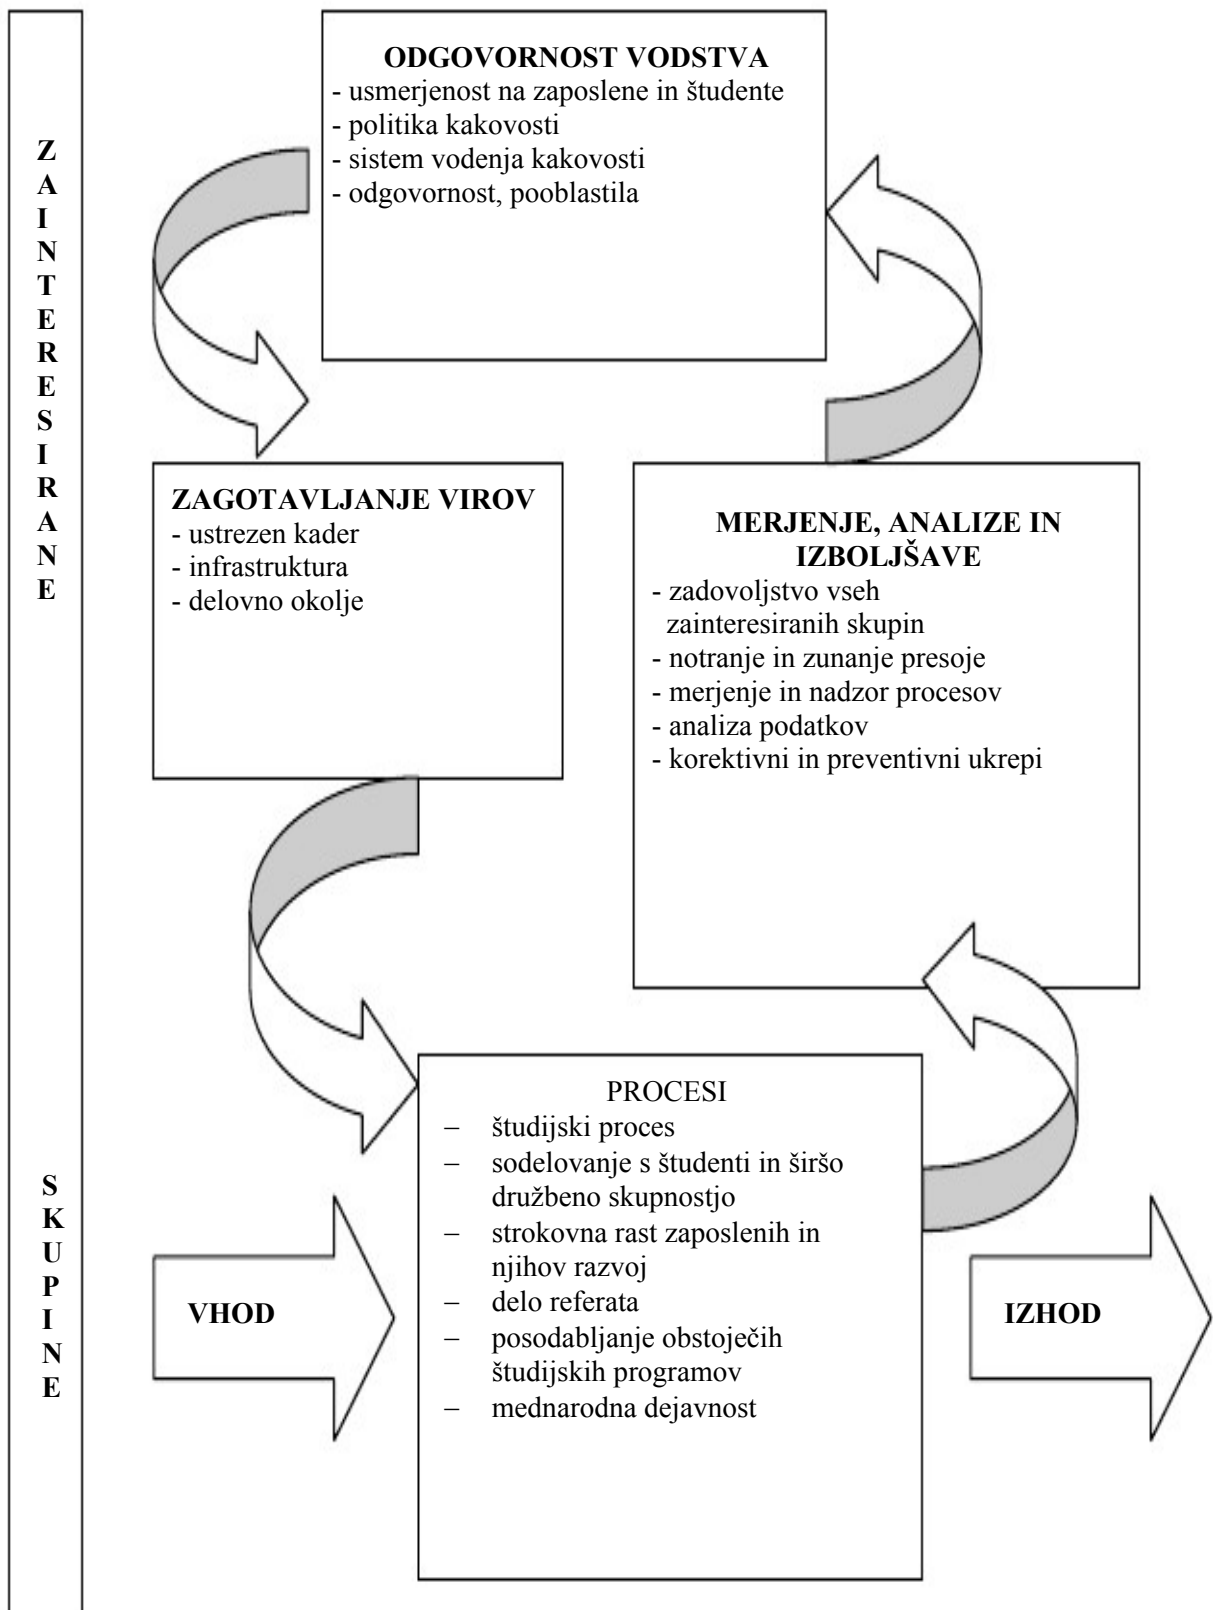 ZAINTERESIRANE
SKUPINE
ODGOVORNOST VODSTVA
- usmerjenost na zaposlene in študente
- politika kakovosti
- sistem vodenja kakovosti
- odgovornost, pooblastila
ZAGOTAVLJANJE VIROV
- ustrezen kader
- infrastruktura
- delovno okolje
MERJENJE, ANALIZE IN
IZBOLJŠAVE
- zadovoljstvo vseh
zainteresiranih skupin
- notranje in zunanje presoje
- merjenje in nadzor procesov
- analiza podatkov
- korektivni in preventivni ukrepi
PROCESI
– študijski proces
– sodelovanje s študenti in širšo
družbeno skupnostjo
– strokovna rast zaposlenih in
njihov razvoj
– delo referata
– posodabljanje obstoječih
študijskih programov
– mednarodna dejavnost
VHOD
IZHOD